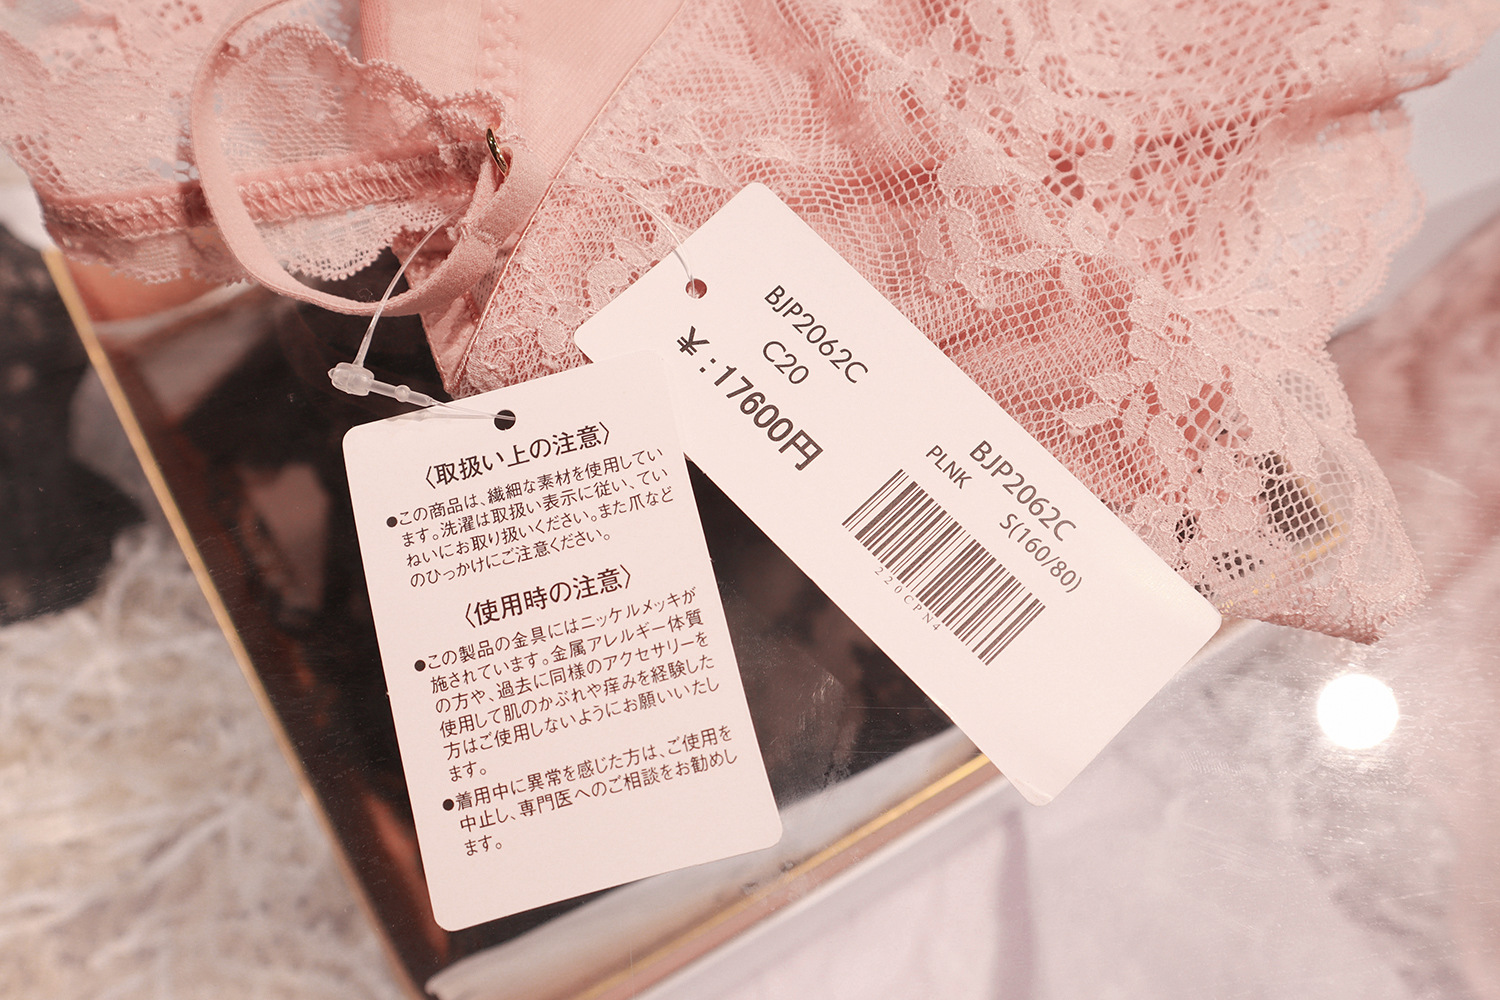 〈取扱い上の注意〉
●この商品は、繊細な素材を使用してい
ます。洗濯は取扱い表示に従い、てい
ねいにお取り扱いください。また爪など
のひっかけにご注意ください。
〈使用時の注意〉
●この製品の金具にはニッケルメッキが
施されています。金属アレルギー体質
の方や、過去に同様のアクセサリーを
使用して肌のかぶれや痒みを経験した
方はご使用しないようにお願いいたし
ます。
●着用中に異常を感じた方は、ご使用を
中止し、専門医へのご相談をお勧めし
ます。
BJP2062C
C20
¥:17600円
BJP2062C
PLNK
S(160/80)
220CPN4